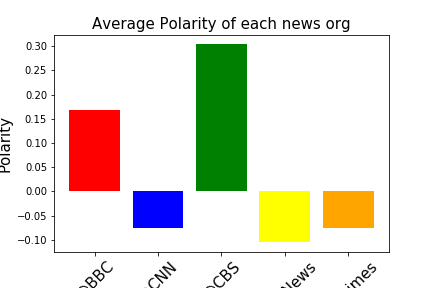 Average Polarity of each news org
Polarity
0.30
0.25
0.20
0.15
0.10
0.05
0.00
−0.05
−0.10
BBC
CNN
CBS
News
imes